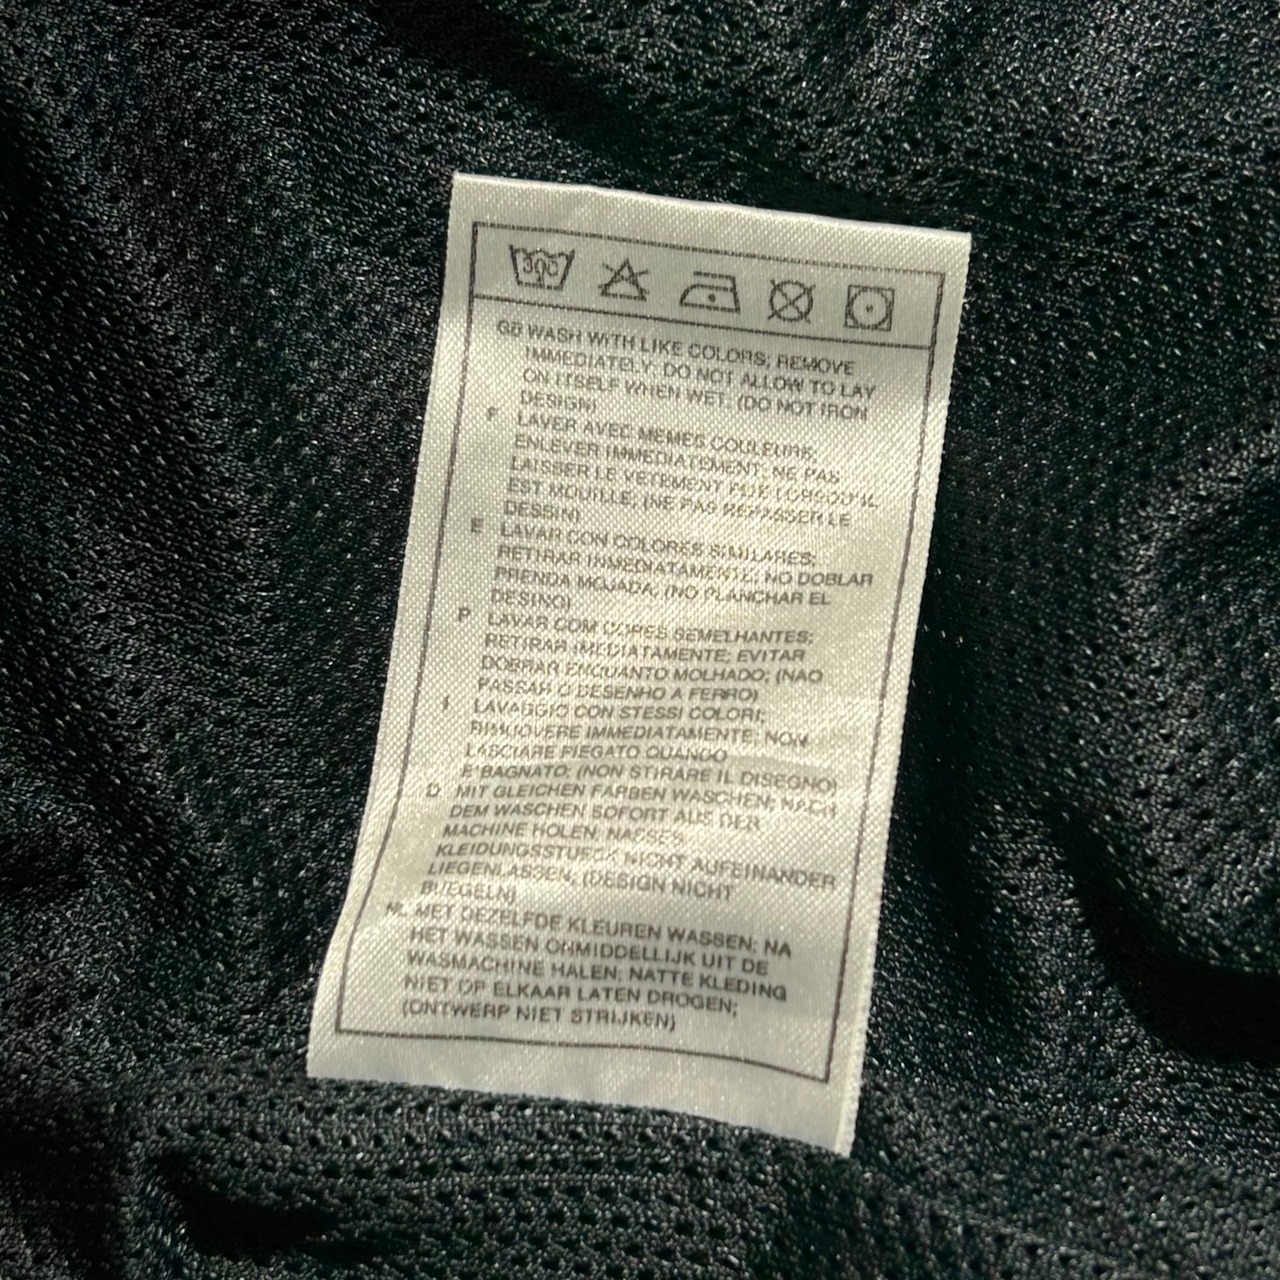 30°C
GB WASH WITH LIKE COLORS; REMOVE
IMMEDIATELY; DO NOT ALLOW TO LAY
ON ITSELF WHEN WET. (DO NOT IRON
DESIGN)
F LAVER AVEC MEMES COULEURS;
ENLEVER IMMEDIATEMENT; NE PAS
LAISSER LE VETEMENT PLIE LORSQU'IL
EST MOUILLE; (NE PAS REPASSER LE
DESSIN)
E LAVAR CON COLORES SIMILARES;
RETIRAR INMEDIATAMENTE; NO DOBLAR
PRENDA MOJADA; (NO PLANCHAR EL
DESINO)
P LAVAR COM CORES SEMELHANTES;
RETIRAR IMEDIATAMENTE; EVITAR
DOBRAR ENQUANTO MOLHADO; (NAO
PASSAR O DESENHO A FERRO)
I LAVAGGIO CON STESSI COLORI;
RIMUOVERE IMMEDIATAMENTE; NON
LASCIARE PIEGATO QUANDO
E'BAGNATO; (NON STIRARE IL DISEGNO)
D MIT GLEICHEN FARBEN WASCHEN; NACH
DEM WASCHEN SOFORT AUS DER
MACHINE HOLEN; NASSES
KLEIDUNGSSTUECK NICHT AUFEINANDER
LIEGENLASSEN; (DESIGN NICHT
BUEGELN)
NL MET DEZELFDE KLEUREN WASSEN; NA
HET WASSEN ONMIDDELLIJK UIT DE
WASMACHINE HALEN; NATTE KLEDING
NIET OP ELKAAR LATEN DROGEN;
(ONTWERP NIET STRIJKEN)